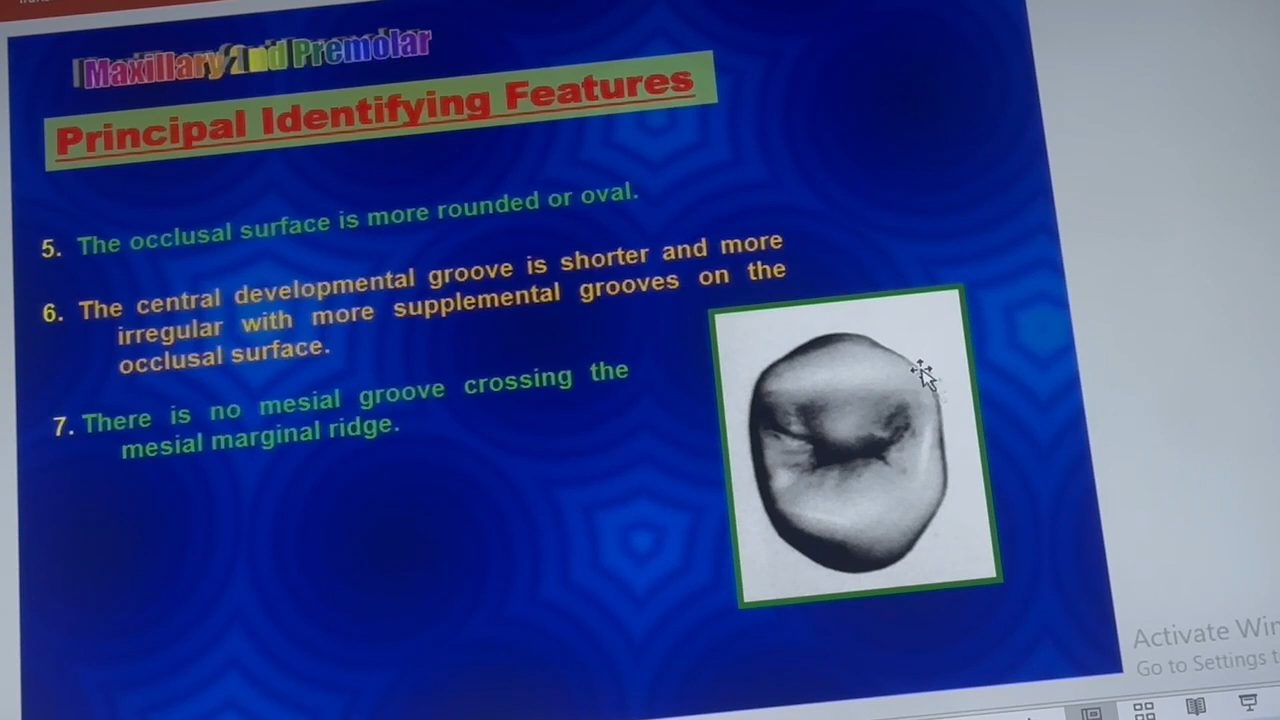 Maxillary 2nd Premolar
Principal Identifying Features
5. The occlusal surface is more rounded or oval.
6. The central developmental groove is shorter and more
irregular with more supplemental grooves on the
occlusal surface.
7. There is no mesial groove crossing the
mesial marginal ridge.
Activate Win
Go to Settings t